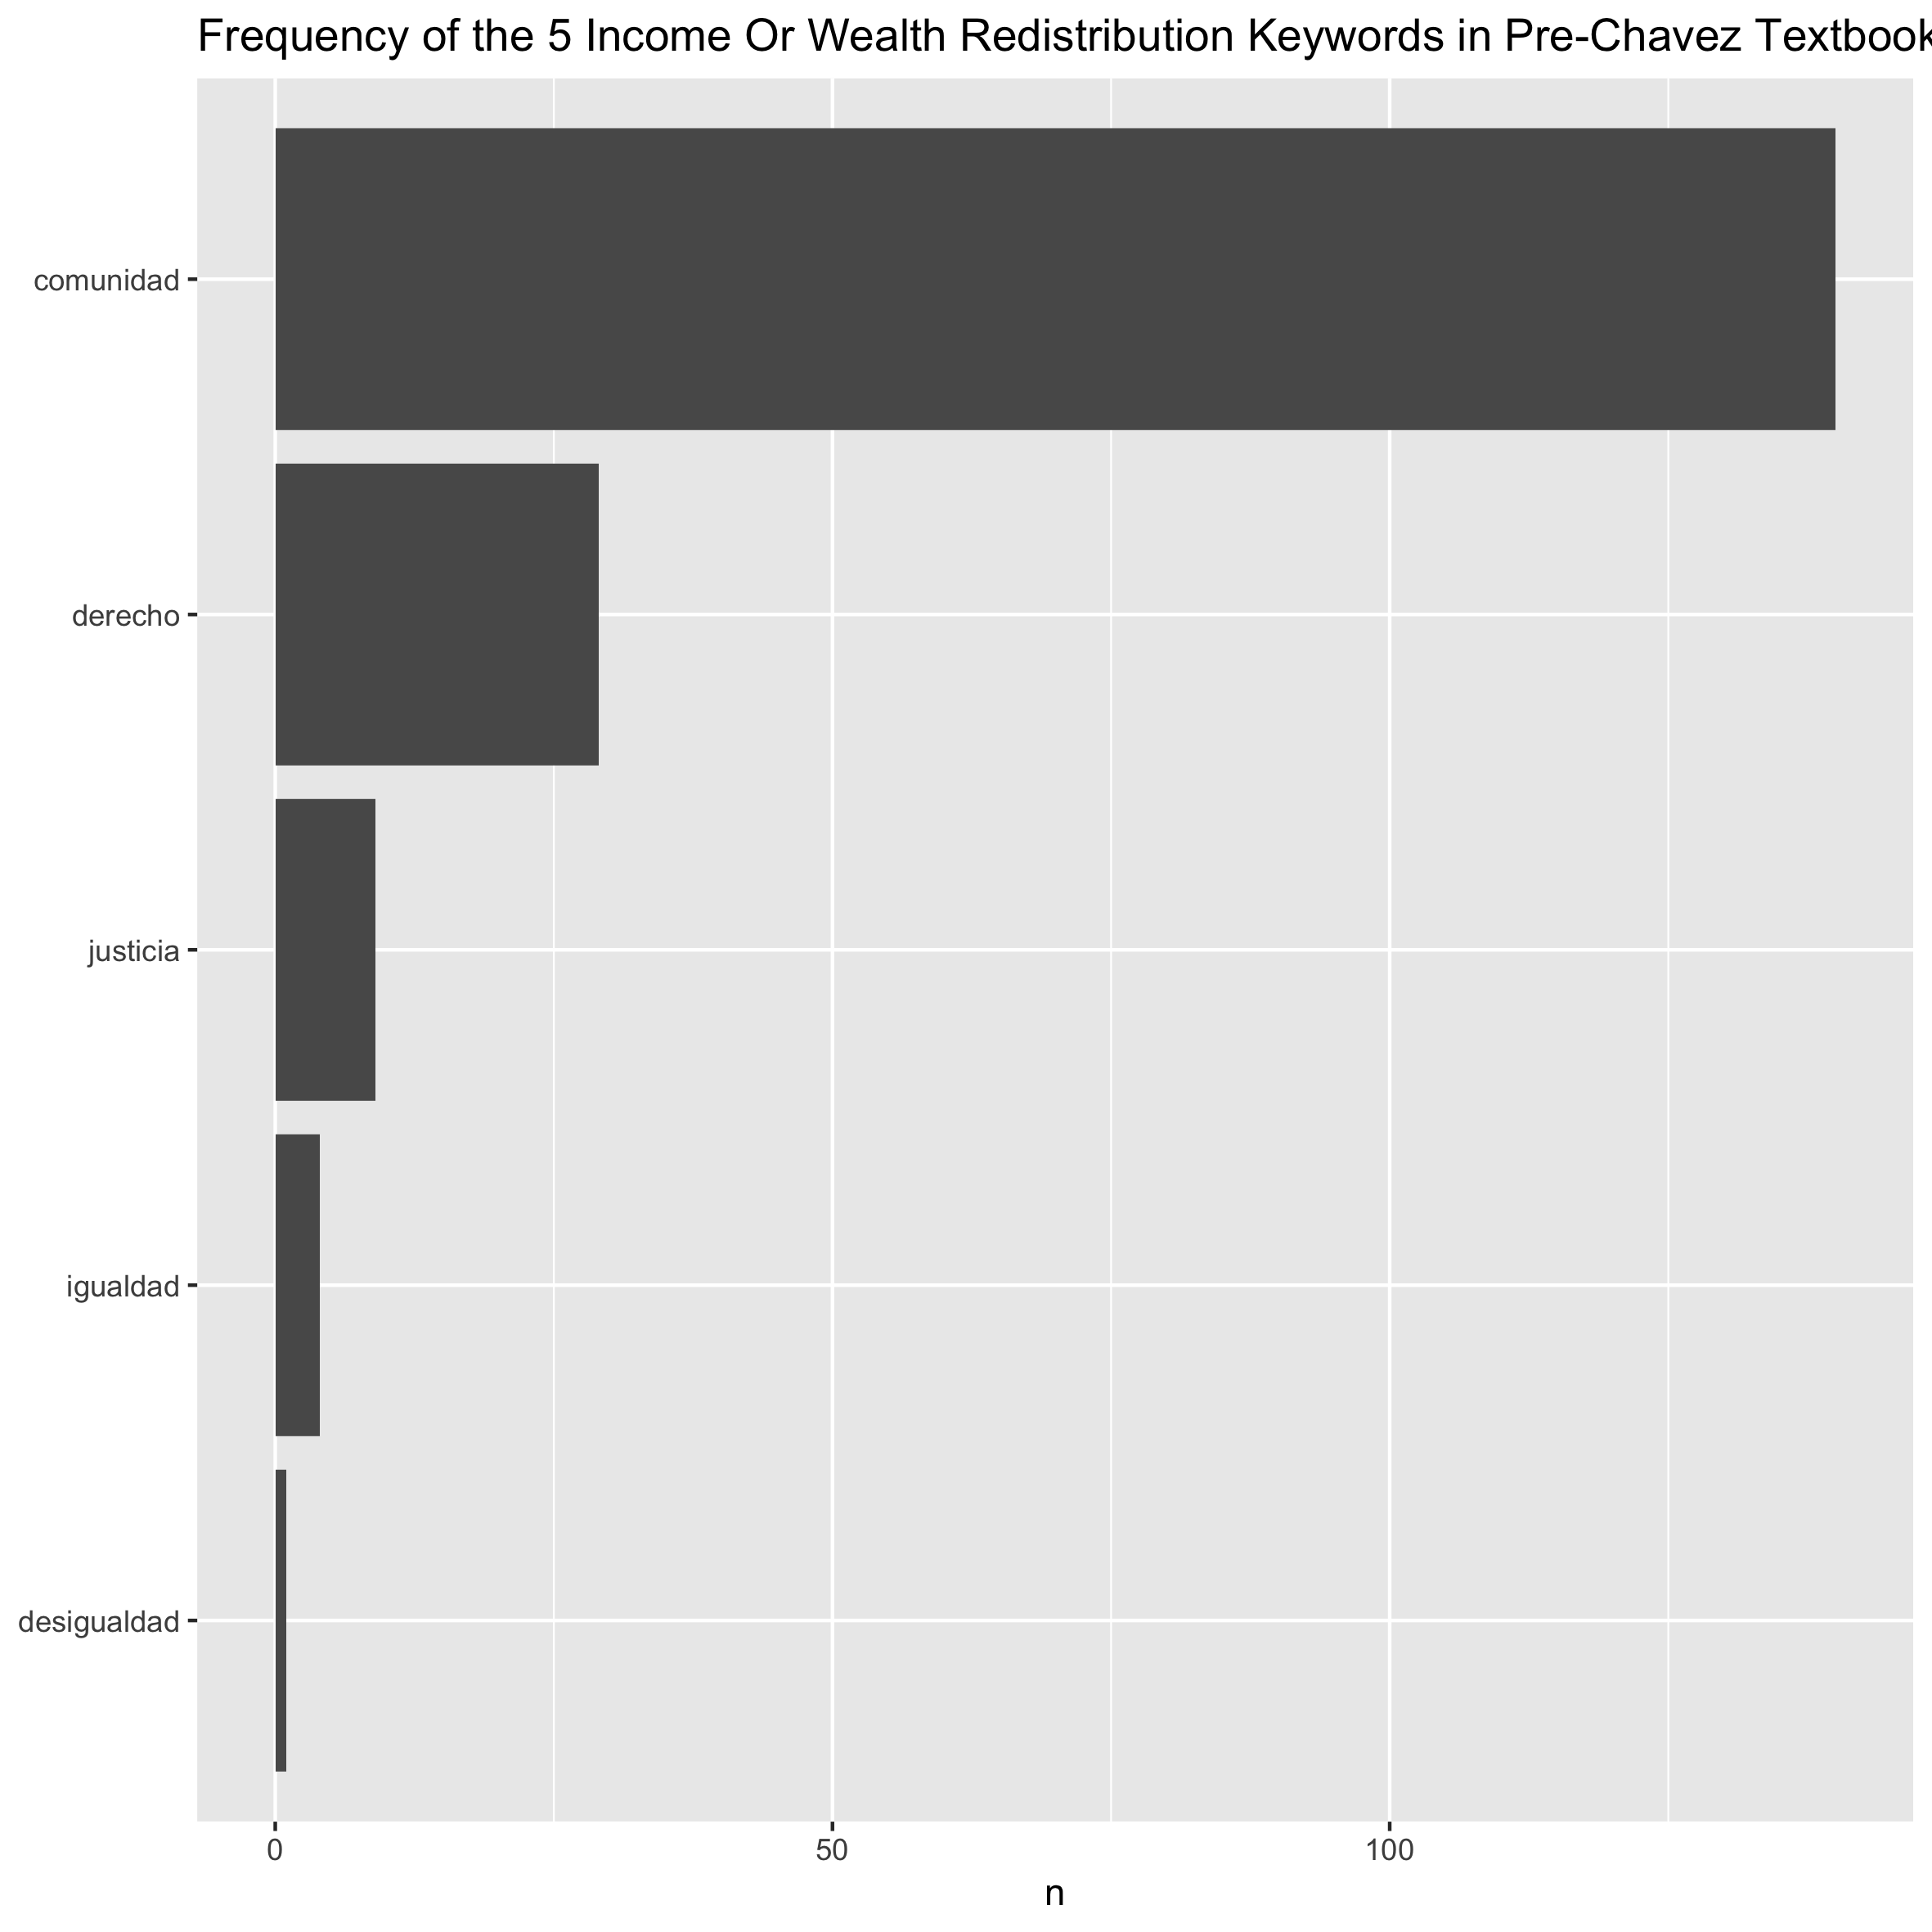 Frequency of the 5 Income Or Wealth Redistribution Keywords in Pre-Chavez Textbook
comunidad
derecho
justicia
igualdad
desigualdad
0 50 100
n